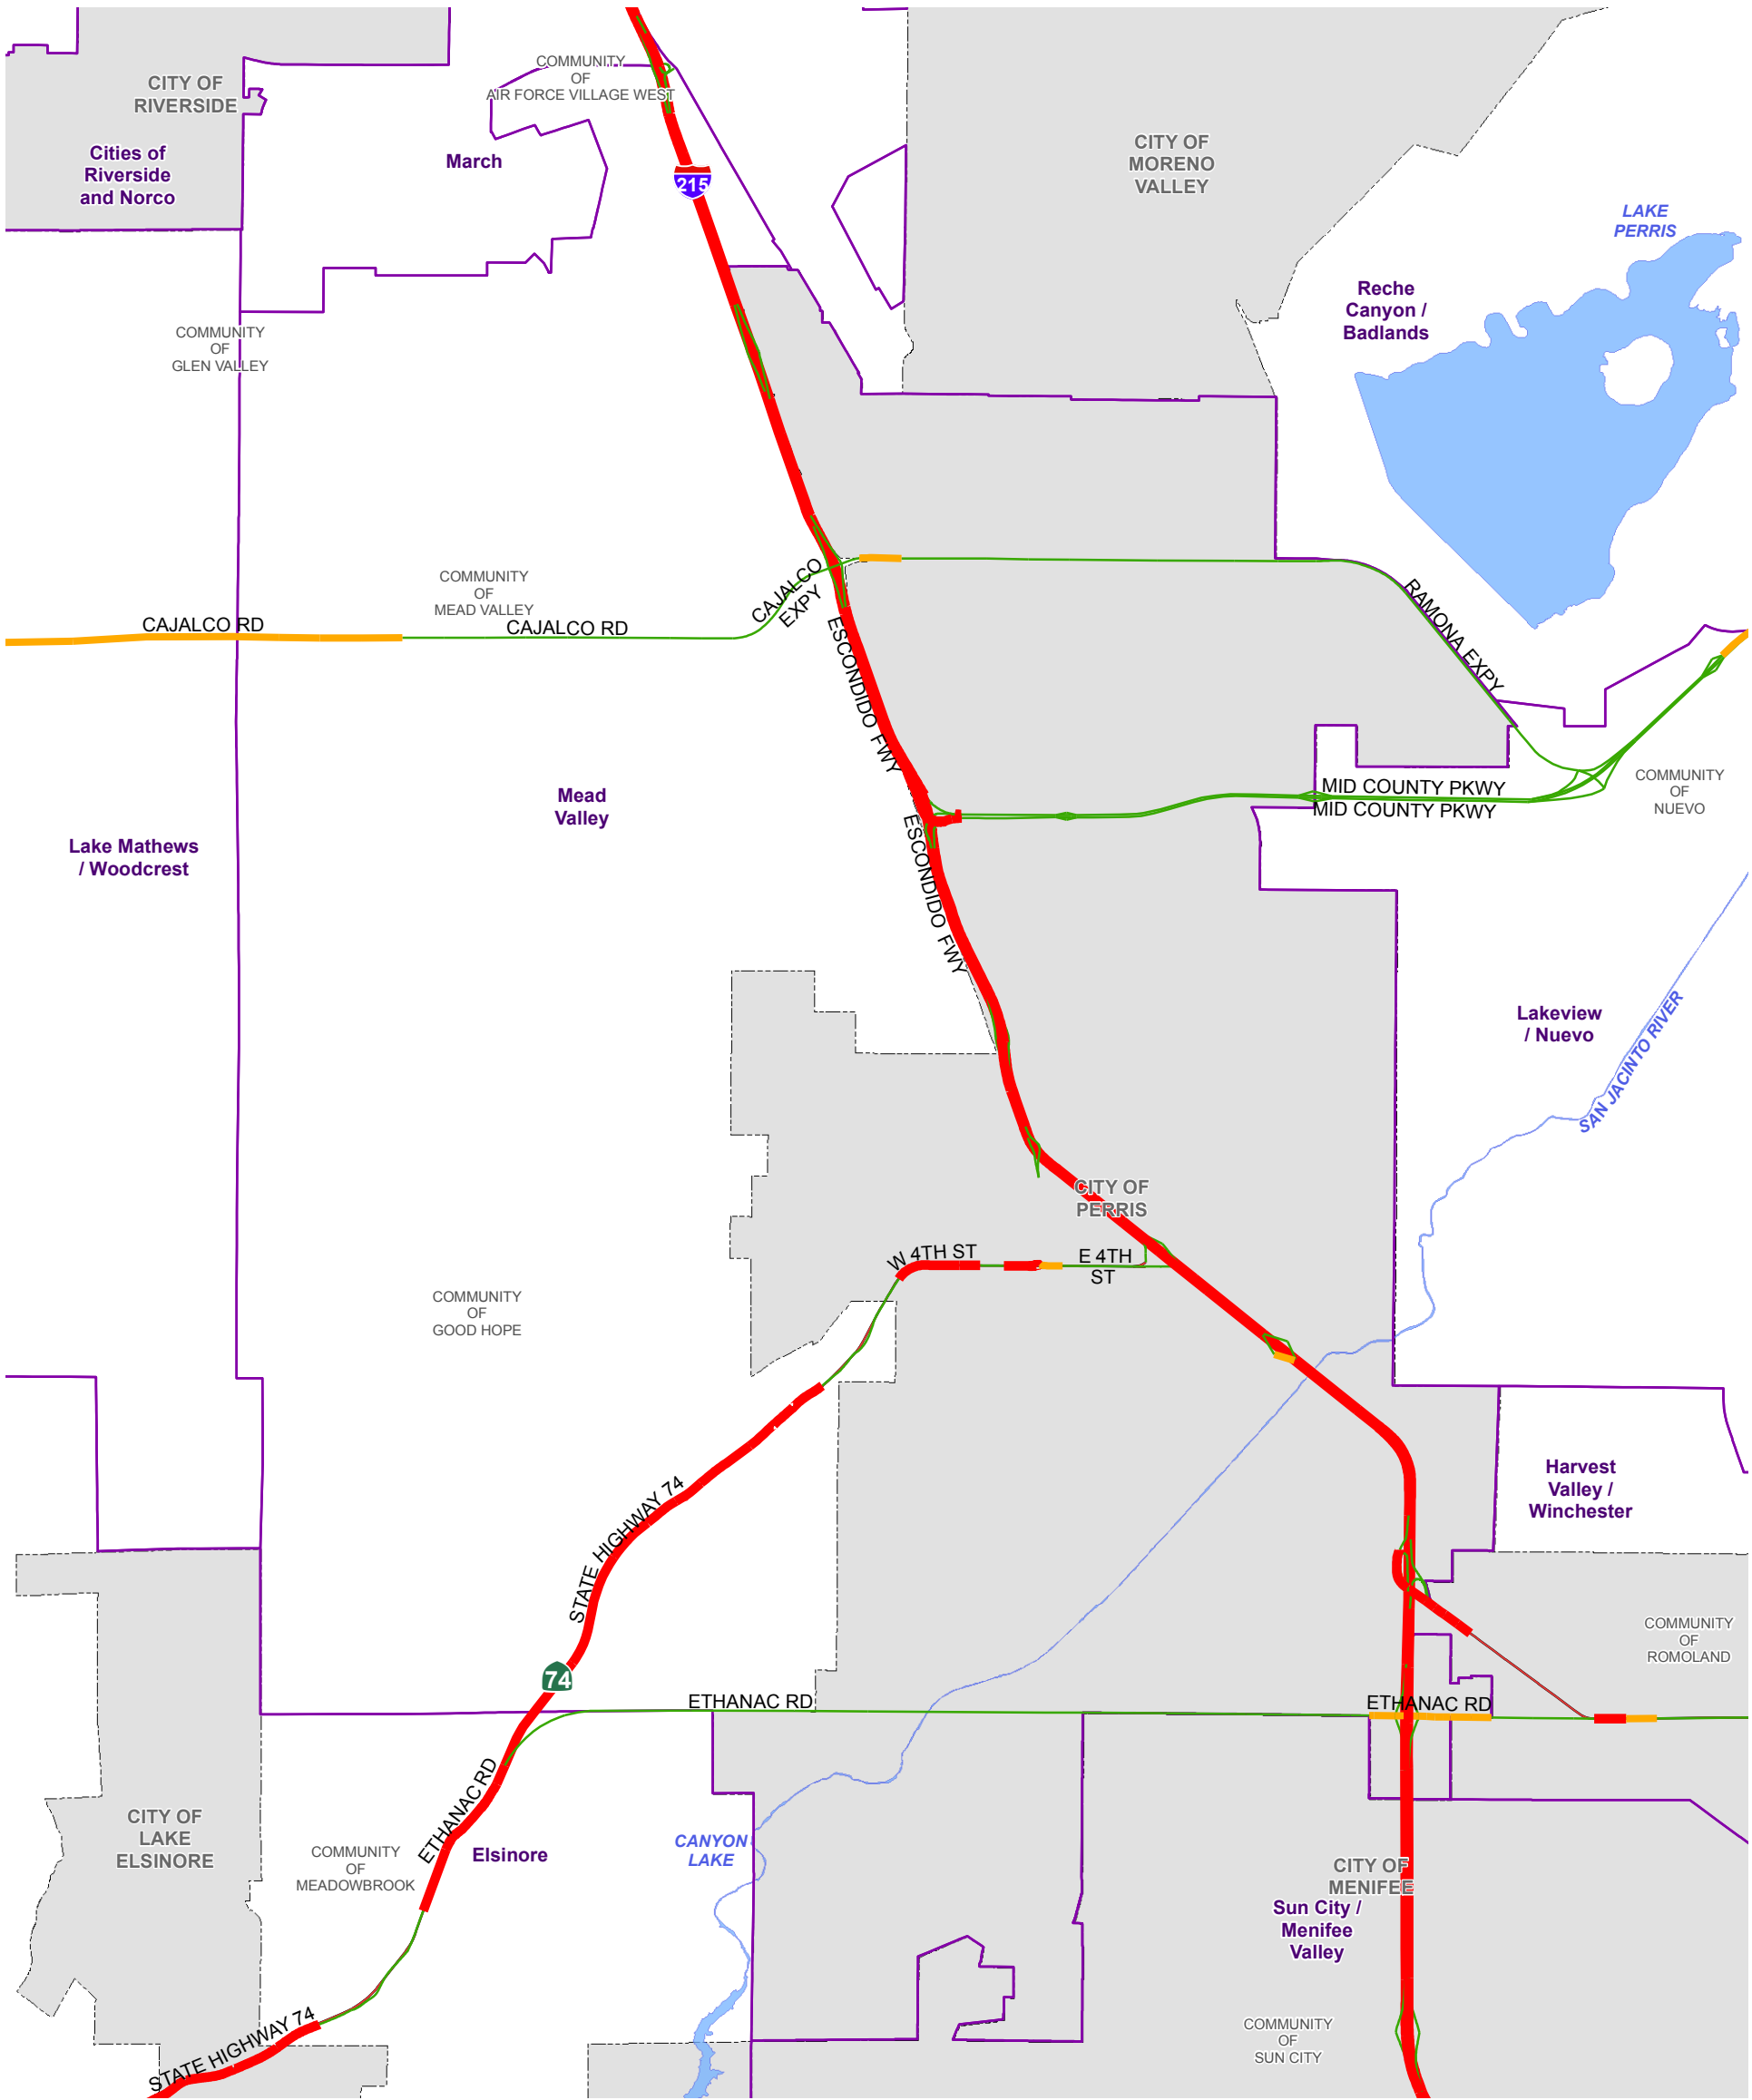 COMMUNITY
OF
AIR FORCE VILLAGE WEST
CITY OF
RIVERSIDE
Cities of
Riverside
and Norco
March
215
CITY OF
MORENO
VALLEY
LAKE
PERRIS
Reche
Canyon /
Badlands
COMMUNITY
OF
GLEN VALLEY
COMMUNITY
OF
MEAD VALLEY
CAJALCO
EXPY
CAJALCO RD
CAJALCO RD
RAMONA EXPY
ESCONDIDO FWY
MID COUNTY PKWY
MID COUNTY PKWY
COMMUNITY
OF
NUEVO
Mead
Valley
Lake Mathews
/ Woodcrest
ESCONDIDO FWY
Lakeview
/ Nuevo
SAN JACINTO RIVER
CITY OF
PERRIS
W 4TH ST
E 4TH
ST
COMMUNITY
OF
GOOD HOPE
Harvest
Valley /
Winchester
STATE HIGHWAY 74
74
COMMUNITY
OF
ROMOLAND
ETHANAC RD
ETHANAC RD
ETHANAC RD
CITY OF
LAKE
ELSINORE
COMMUNITY
OF
MEADOWBROOK
Elsinore
CANYON
LAKE
CITY OF
MENIFEE
Sun City /
Menifee
Valley
STATE HIGHWAY 74
COMMUNITY
OF
SUN CITY